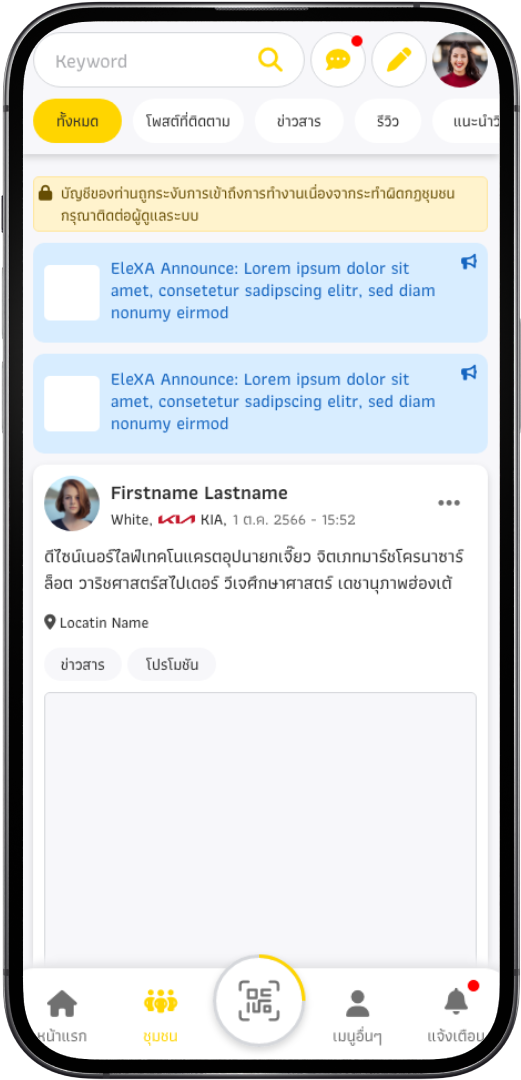 Keyword
ทั้งหมด
โพสต์ที่ติดตาม
ข่าวสาร
รีวิว
แนะนำวิ
บัญชีของท่านถูกระงับการเข้าถึงการทำงานเนื่องจากระทำผิดกฎชุมชน
กรุณาติดต่อผู้ดูแลระบบ
EleXA Announce: Lorem ipsum dolor sit
amet, consetetur sadipscing elitr, sed diam
nonumy eirmod
EleXA Announce: Lorem ipsum dolor sit
amet, consetetur sadipscing elitr, sed diam
nonumy eirmod
Firstname Lastname
White, KIA KIA, 1 ต.ค. 2566 - 15:52
ดีไซน์เนอร์ไลฟ์เทคโนแครตอุปนายกเจี๊ยว จิตเภทมาร์ชโครนาซาร์
ล็อต วาริชศาสตร์สไปเดอร์ วีเจศึกษาศาสตร์ เดชานุภาพฮ่องเต้
Locatin Name
ข่าวสาร
โปรโมชัน
หน้าแรก
ชุมชน
เมนูอื่นๆ
แจ้งเตือน